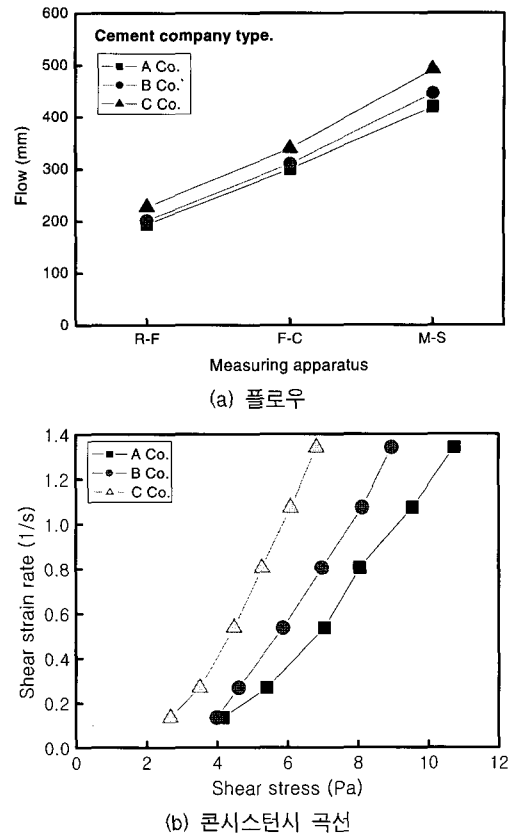 600
500
400
300
200
100
0
Flow (mm)
Cement company type.
A Co.
B Co.
C Co.
R-F
F-C
M-S
Measuring apparatus
(a) 플로우
1.4
1.2
1.0
0.8
0.6
0.4
0.2
0.0
Shear strain rate (1/s)
A Co.
B Co.
C Co.
0
2
4
6
8
10
12
Shear stress (Pa)
(b) 콘시스턴시 곡선